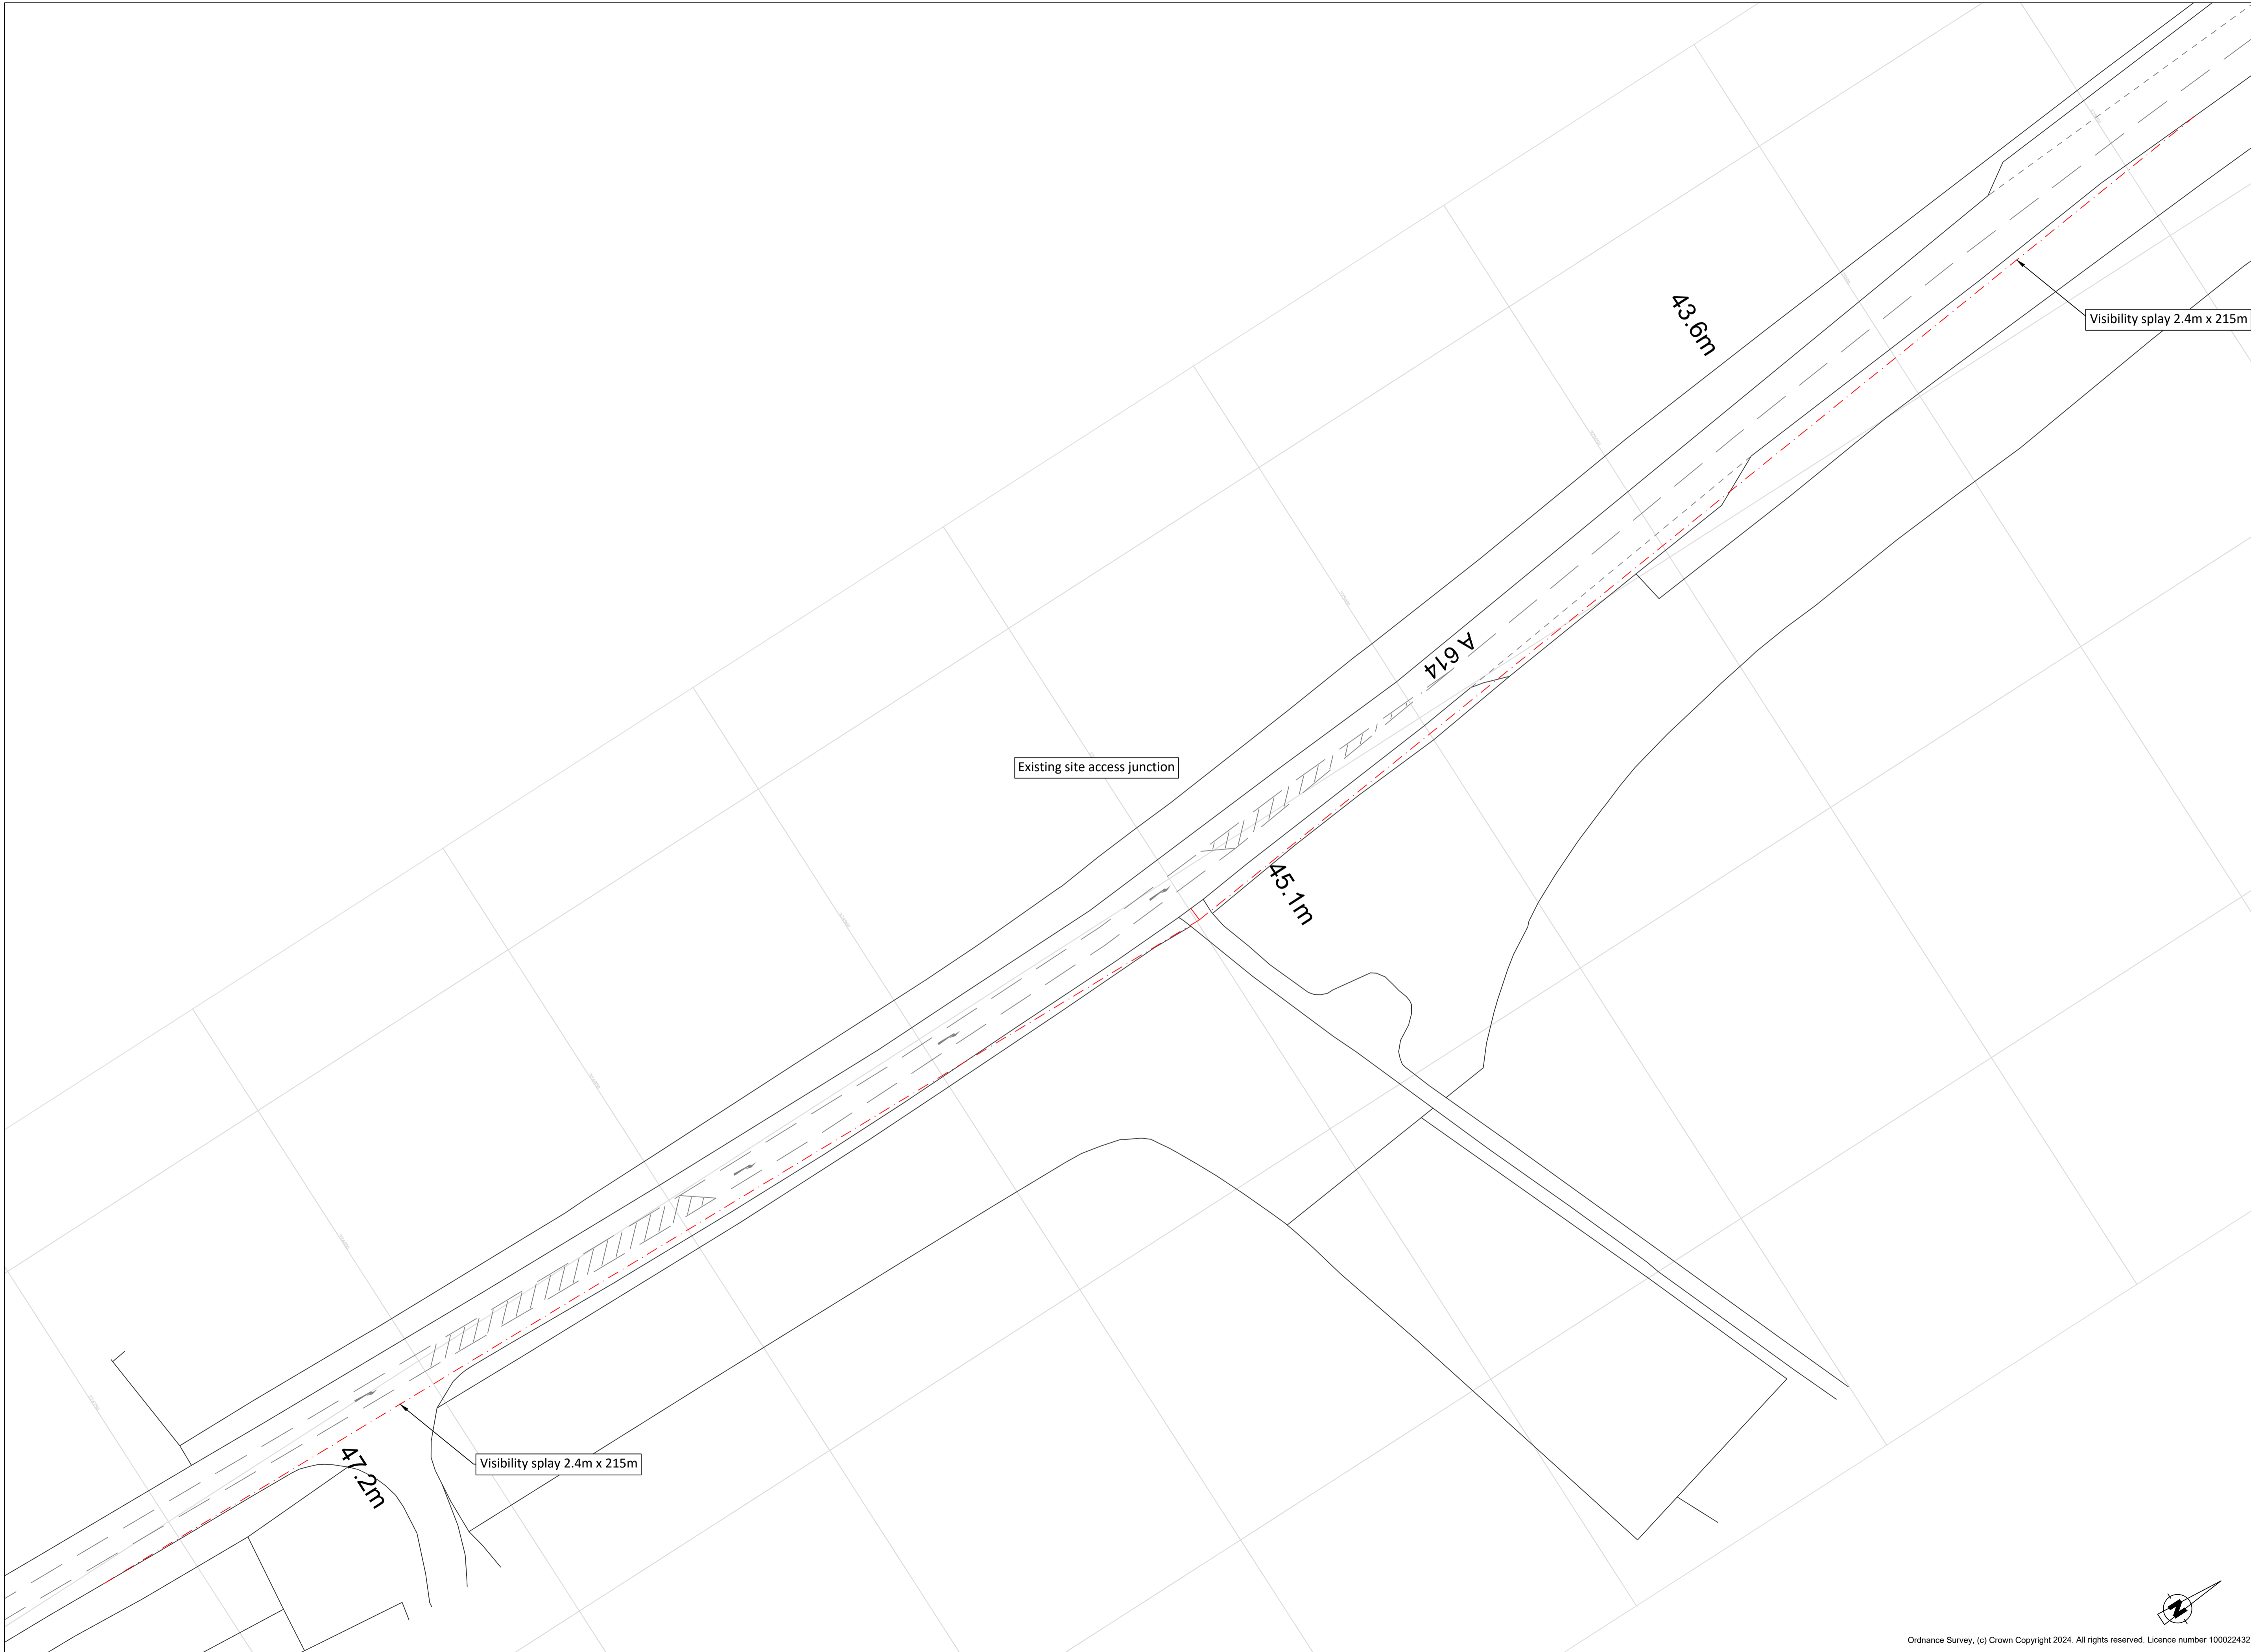 43.6m
Visibility splay 2.4m x 215m
A 614
Existing site access junction
45.1m
47.2m
Visibility splay 2.4m x 215m
N
Ordnance Survey, (c) Crown Copyright 2024. All rights reserved. Licence number 100022432